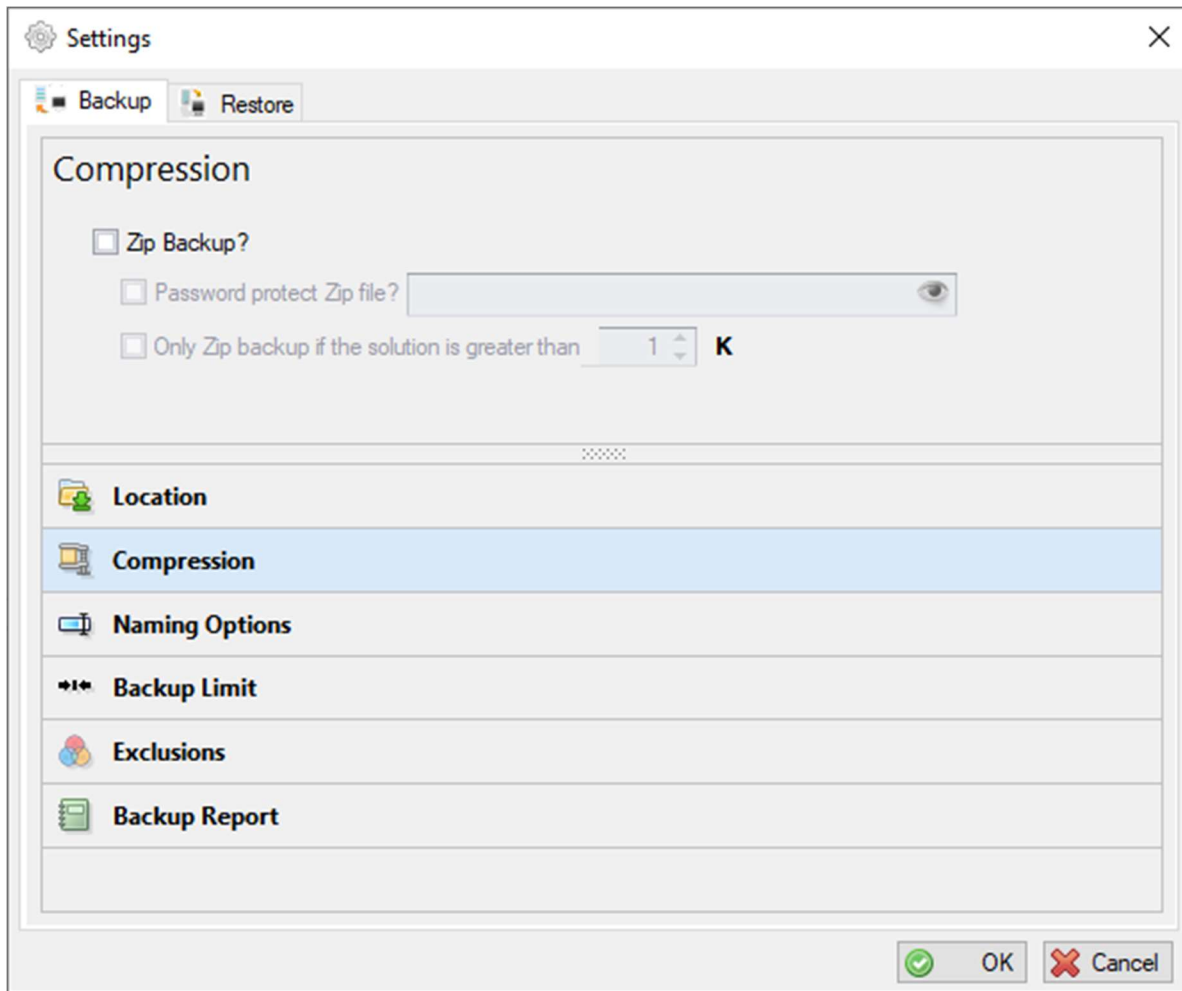 Settings
Backup Restore
Compression
Zip Backup?
Password protect Zip file?
Only Zip backup if the solution is greater than 1 K
Location
Compression
Naming Options
Backup Limit
Exclusions
Backup Report
OK Cancel